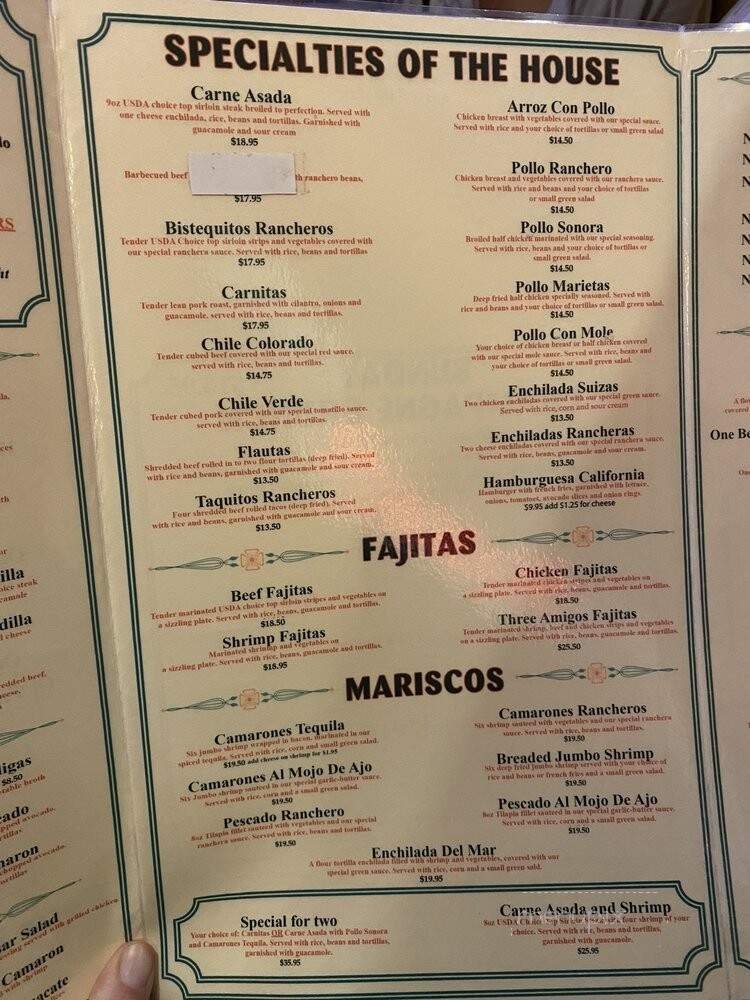 SPECIALTIES OF THE HOUSE
Carne Asada
9oz USDA choice top sirloin steak broiled to perfection. Served with
one cheese enchilada, rice, beans and tortillas. Garnished with
guacamole and sour cream
$18.95
Barbecued beef
ranchero beans,
$17.95
Bistequitos Rancheros
Tender USDA Choice top sirloin strips and vegetables covered with
our special ranchera sauce. Served with rice, beans and tortillas
$17.95
Carnitas
Tender lean pork roast, garnished with cilantro, onions and
guacamole. served with rice, beans and tortillas.
$17.95
Chile Colorado
Tender cubed beef covered with our special red sauce.
served with rice, beans and tortillas.
$14.75
Chile Verde
Tender cubed pork covered with our special tomatillo sauce.
served with rice, beans and tortillas.
$14.75
Flautas
Shredded beef rolled in to two flour tortillas (deep fried). Served
with rice and beans, garnished with guacamole and sour cream.
$13.50
Taquitos Rancheros
Four shredded beef rolled tacos (deep fried). Served
with rice and beans, garnished with guacamole and sour cream.
$13.50
Arroz Con Pollo
Chicken breast with vegetables covered with our special sauce.
Served with rice and your choice of tortillas or small green salad
$14.50
Pollo Ranchero
Chicken breast and vegetables covered with our ranchera sauce.
Served with rice and beans and your choice of tortillas
or small green salad
$14.50
Pollo Sonora
Broiled half chicken marinated with our special seasoning.
Served with rice, beans and your choice of tortillas or
small green salad.
$14.50
Pollo Marietas
Deep fried half chicken specially seasoned. Served with
rice and beans and your choice of tortillas or small green salad.
$14.50
Pollo Con Mole
Your choice of chicken breast or half chicken covered
with our special mole sauce. Served with rice, beans and
your choice of tortillas or small green salad.
$14.50
Enchilada Suizas
Two chicken enchiladas covered with our special green sauce.
Served with rice, corn and sour cream
$13.50
Enchiladas Rancheras
Two cheese enchiladas covered with our special ranchera sauce.
Served with rice, beans, guacamole and sour cream.
$13.50
Hamburguesa California
Hamburger with french fries, garnished with lettuce,
onions, tomatoes, avocado slices and onion rings.
$9.95 add $1.25 for cheese
FAJITAS
Beef Fajitas
Tender marinated USDA choice top sirloin stripes and vegetables on
a sizzling plate. Served with rice, beans, guacamole and tortillas.
$18.50
Shrimp Fajitas
Marinated shrimp and vegetables on
a sizzling plate. Served with rice, beans, guacamole and tortillas.
$18.95
Chicken Fajitas
Tender marinated chicken stripes and vegetables on
a sizzling plate. Served with rice, beans, guacamole and tortillas.
$18.50
Three Amigos Fajitas
Tender marinated shrimp, beef and chicken stripes and vegetables
on a sizzling plate. Served with rice, beans, guacamole and tortillas.
$25.50
MARISCOS
Camarones Tequila
Six jumbo shrimp wrapped in bacon, marinated in our
spiced tequila. Served with rice, corn and small green salad.
$19.50 add cheese on shrimp for $1.95
Camarones Al Mojo De Ajo
Six Jumbo shrimp sauteed in our special garlic-butter sauce.
Served with rice, corn and a small green salad.
$19.50
Pescado Ranchero
8oz Tilapia fillet sauteed with vegetables and our special
ranchera sauce. Served with rice, beans and tortillas.
$19.50
Camarones Rancheros
Six shrimp sauteed with vegetables and our special ranchera
sauce. Served with rice, beans and tortillas.
$19.50
Breaded Jumbo Shrimp
Six deep fried jumbo shrimp served with your choice of
rice and beans or french fries and a small green salad.
$19.50
Pescado Al Mojo De Ajo
8oz Tilapia fillet sauteed in our special garlic-butter sauce.
Served with rice, corn and a small green salad.
$19.50
Enchilada Del Mar
A flour tortilla enchilada filled with shrimp and vegetables, covered with our
special green sauce. Served with rice, corn and a small green salad.
$19.95
Special for two
Your choice of: Carnitas OR Carne Asada with Pollo Sonora
and Camarones Tequila. Served with rice, beans and tortillas,
garnished with guacamole.
$35.95
Carne Asada and Shrimp
8oz USDA Choice Top Sirloin steak with four shrimp of your
choice. Served with rice, beans and tortillas,
garnished with guacamole.
$25.95